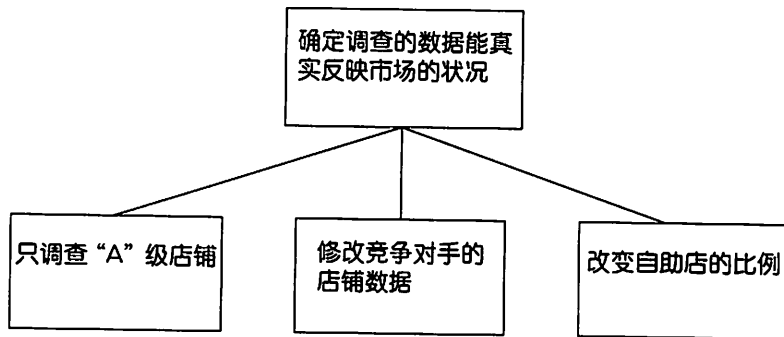 确定调查的数据能真
实反映市场的状况
只调查“A”级店铺
修改竞争对手的
店铺数据
改变自助店的比例